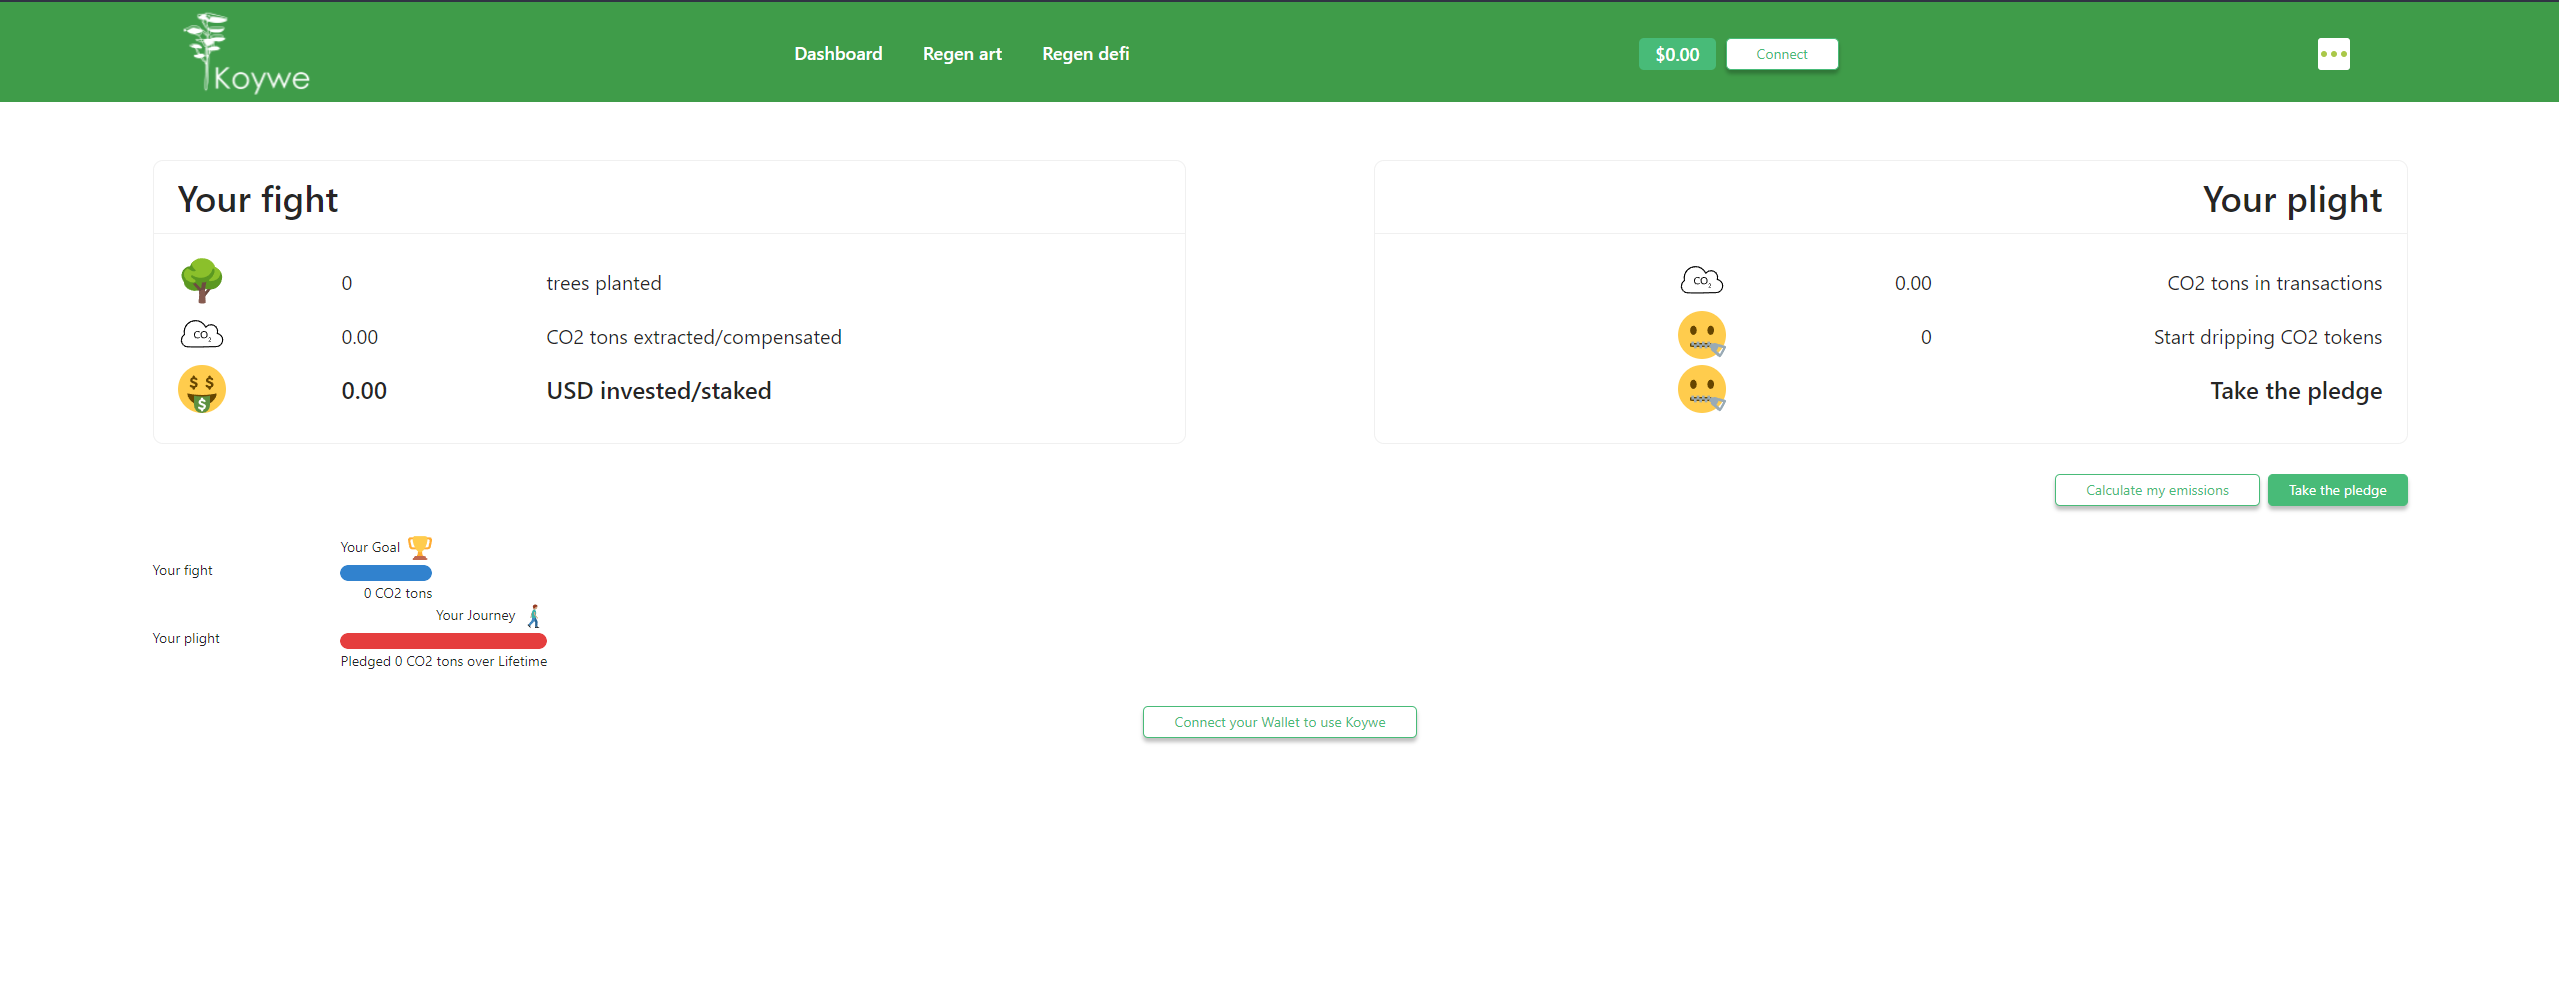 Koywe
Dashboard Regen art Regen defi
$0.00 Connect
Your fight
0 trees planted
CO2
0.00 CO2 tons extracted/compensated
$ $
$
0.00 USD invested/staked
Your plight
CO2
0.00 CO2 tons in transactions
0 Start dripping CO2 tokens
Take the pledge
Calculate my emissions Take the pledge
Your Goal
Your fight
0 CO2 tons
Your Journey
Your plight
Pledged 0 CO2 tons over Lifetime
Connect your Wallet to use Koywe